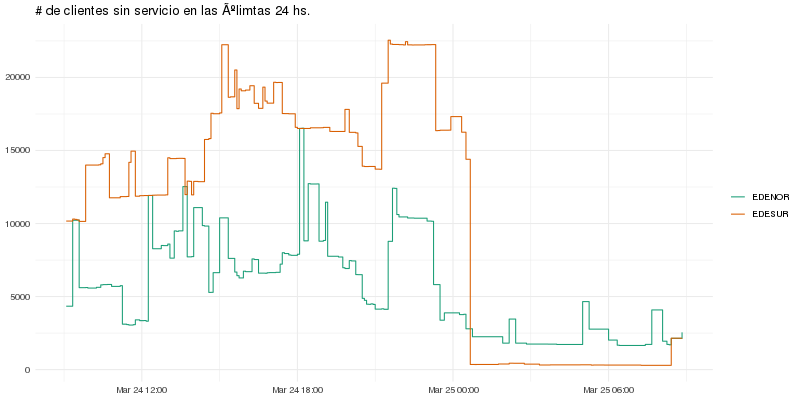 # de clientes sin servicio en las Ãºlimtas 24 hs.
20000
15000
10000
5000
0
Mar 24 12:00 Mar 24 18:00 Mar 25 00:00 Mar 25 06:00
EDENOR
EDESUR